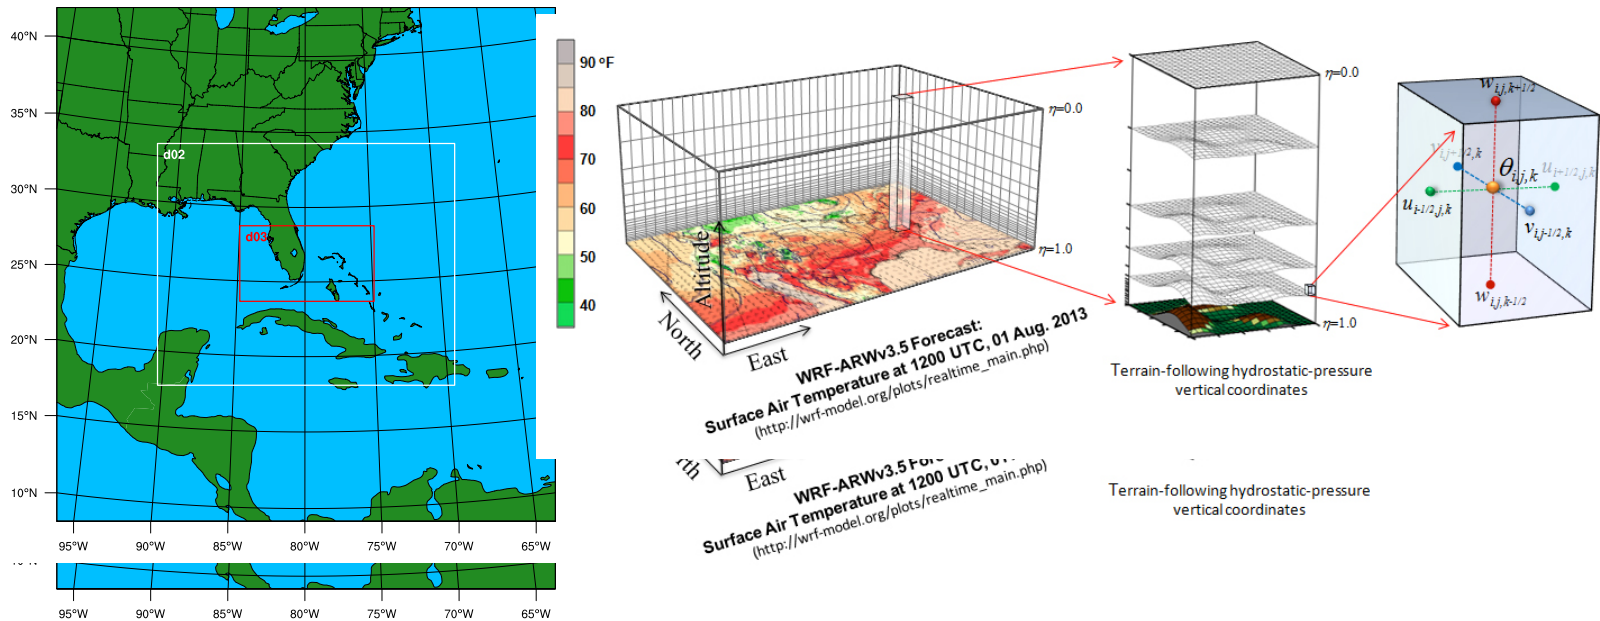 40°N
35°N
30°N
25°N
20°N
15°N
10°N
d02
d03
95°W 90°W 85°W 80°W 75°W 70°W 65°W
95°W 90°W 85°W 80°W 75°W 70°W 65°W
90 ºF
80
70
60
50
40
η=0.0
η=1.0
Altitude
North
East
WRF-ARWv3.5 Forecast:
Surface Air Temperature at 1200 UTC, 01 Aug. 2013
(http://wrf-model.org/plots/realtime_main.php)
η=0.0
η=1.0
Terrain-following hydrostatic-pressure
vertical coordinates
w i,j,k+1/2
v i,j+1/2,k
θ i,j,k
u i+1/2,j,k
u i-1/2,j,k
v i,j-1/2,k
w i,j,k-1/2
East
WRF-ARWv3.5
Surface Air Temperature at 1200 UTC,
(http://wrf-model.org/plots/realtime_main.php)
Terrain-following hydrostatic-pressure
vertical coordinates